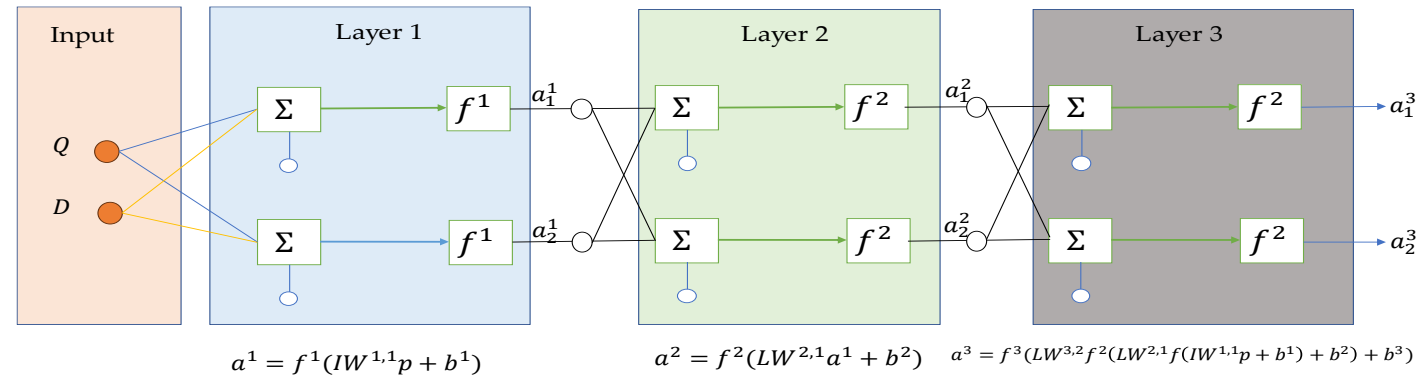 Input
Layer 1
Layer 2
Layer 3
Q
D
Σ
f¹
a₁¹
Σ
f²
a₁²
Σ
f²
a₁³
Σ
f¹
a₂¹
Σ
f²
a₂²
Σ
f²
a₂³
a¹ = f¹(IW¹˒¹p + b¹)
a² = f²(LW²˒¹a¹ + b²)
a³ = f³(LW³˒²f²(LW²˒¹f(IW¹˒¹p + b¹) + b²) + b³)